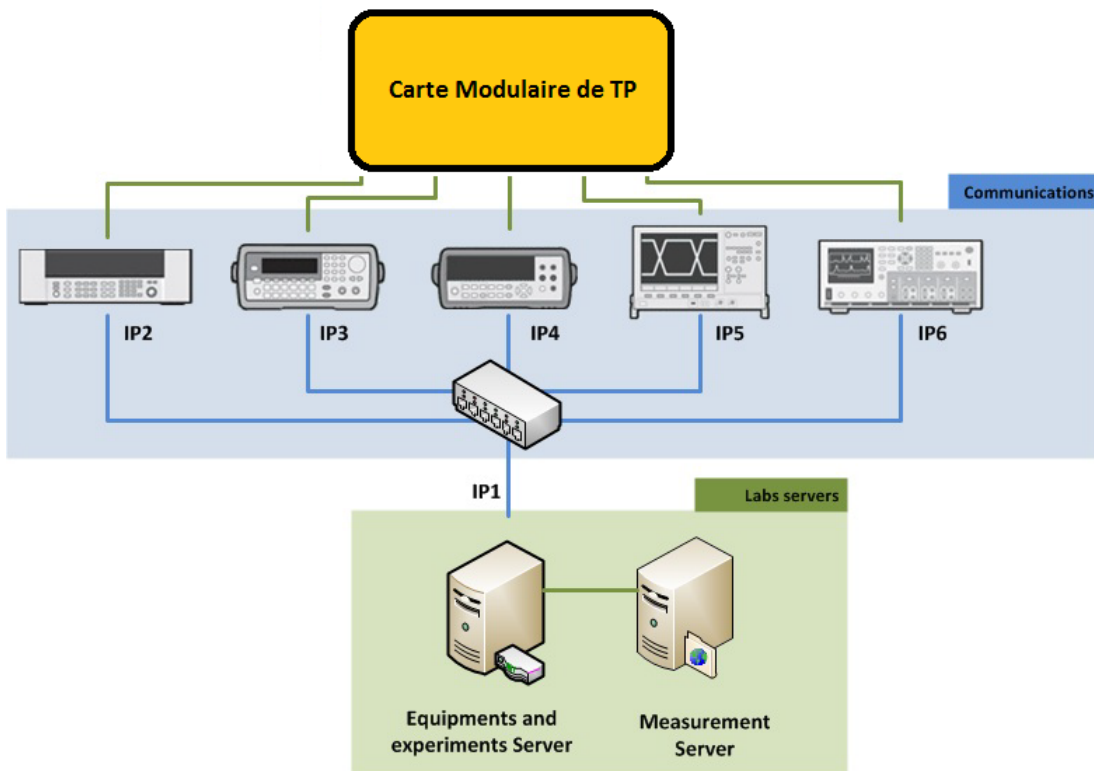 Carte Modulaire de TP
Communications
IP2
IP3
IP4
IP5
IP6
IP1
Labs servers
Equipments and
experiments Server
Measurement
Server